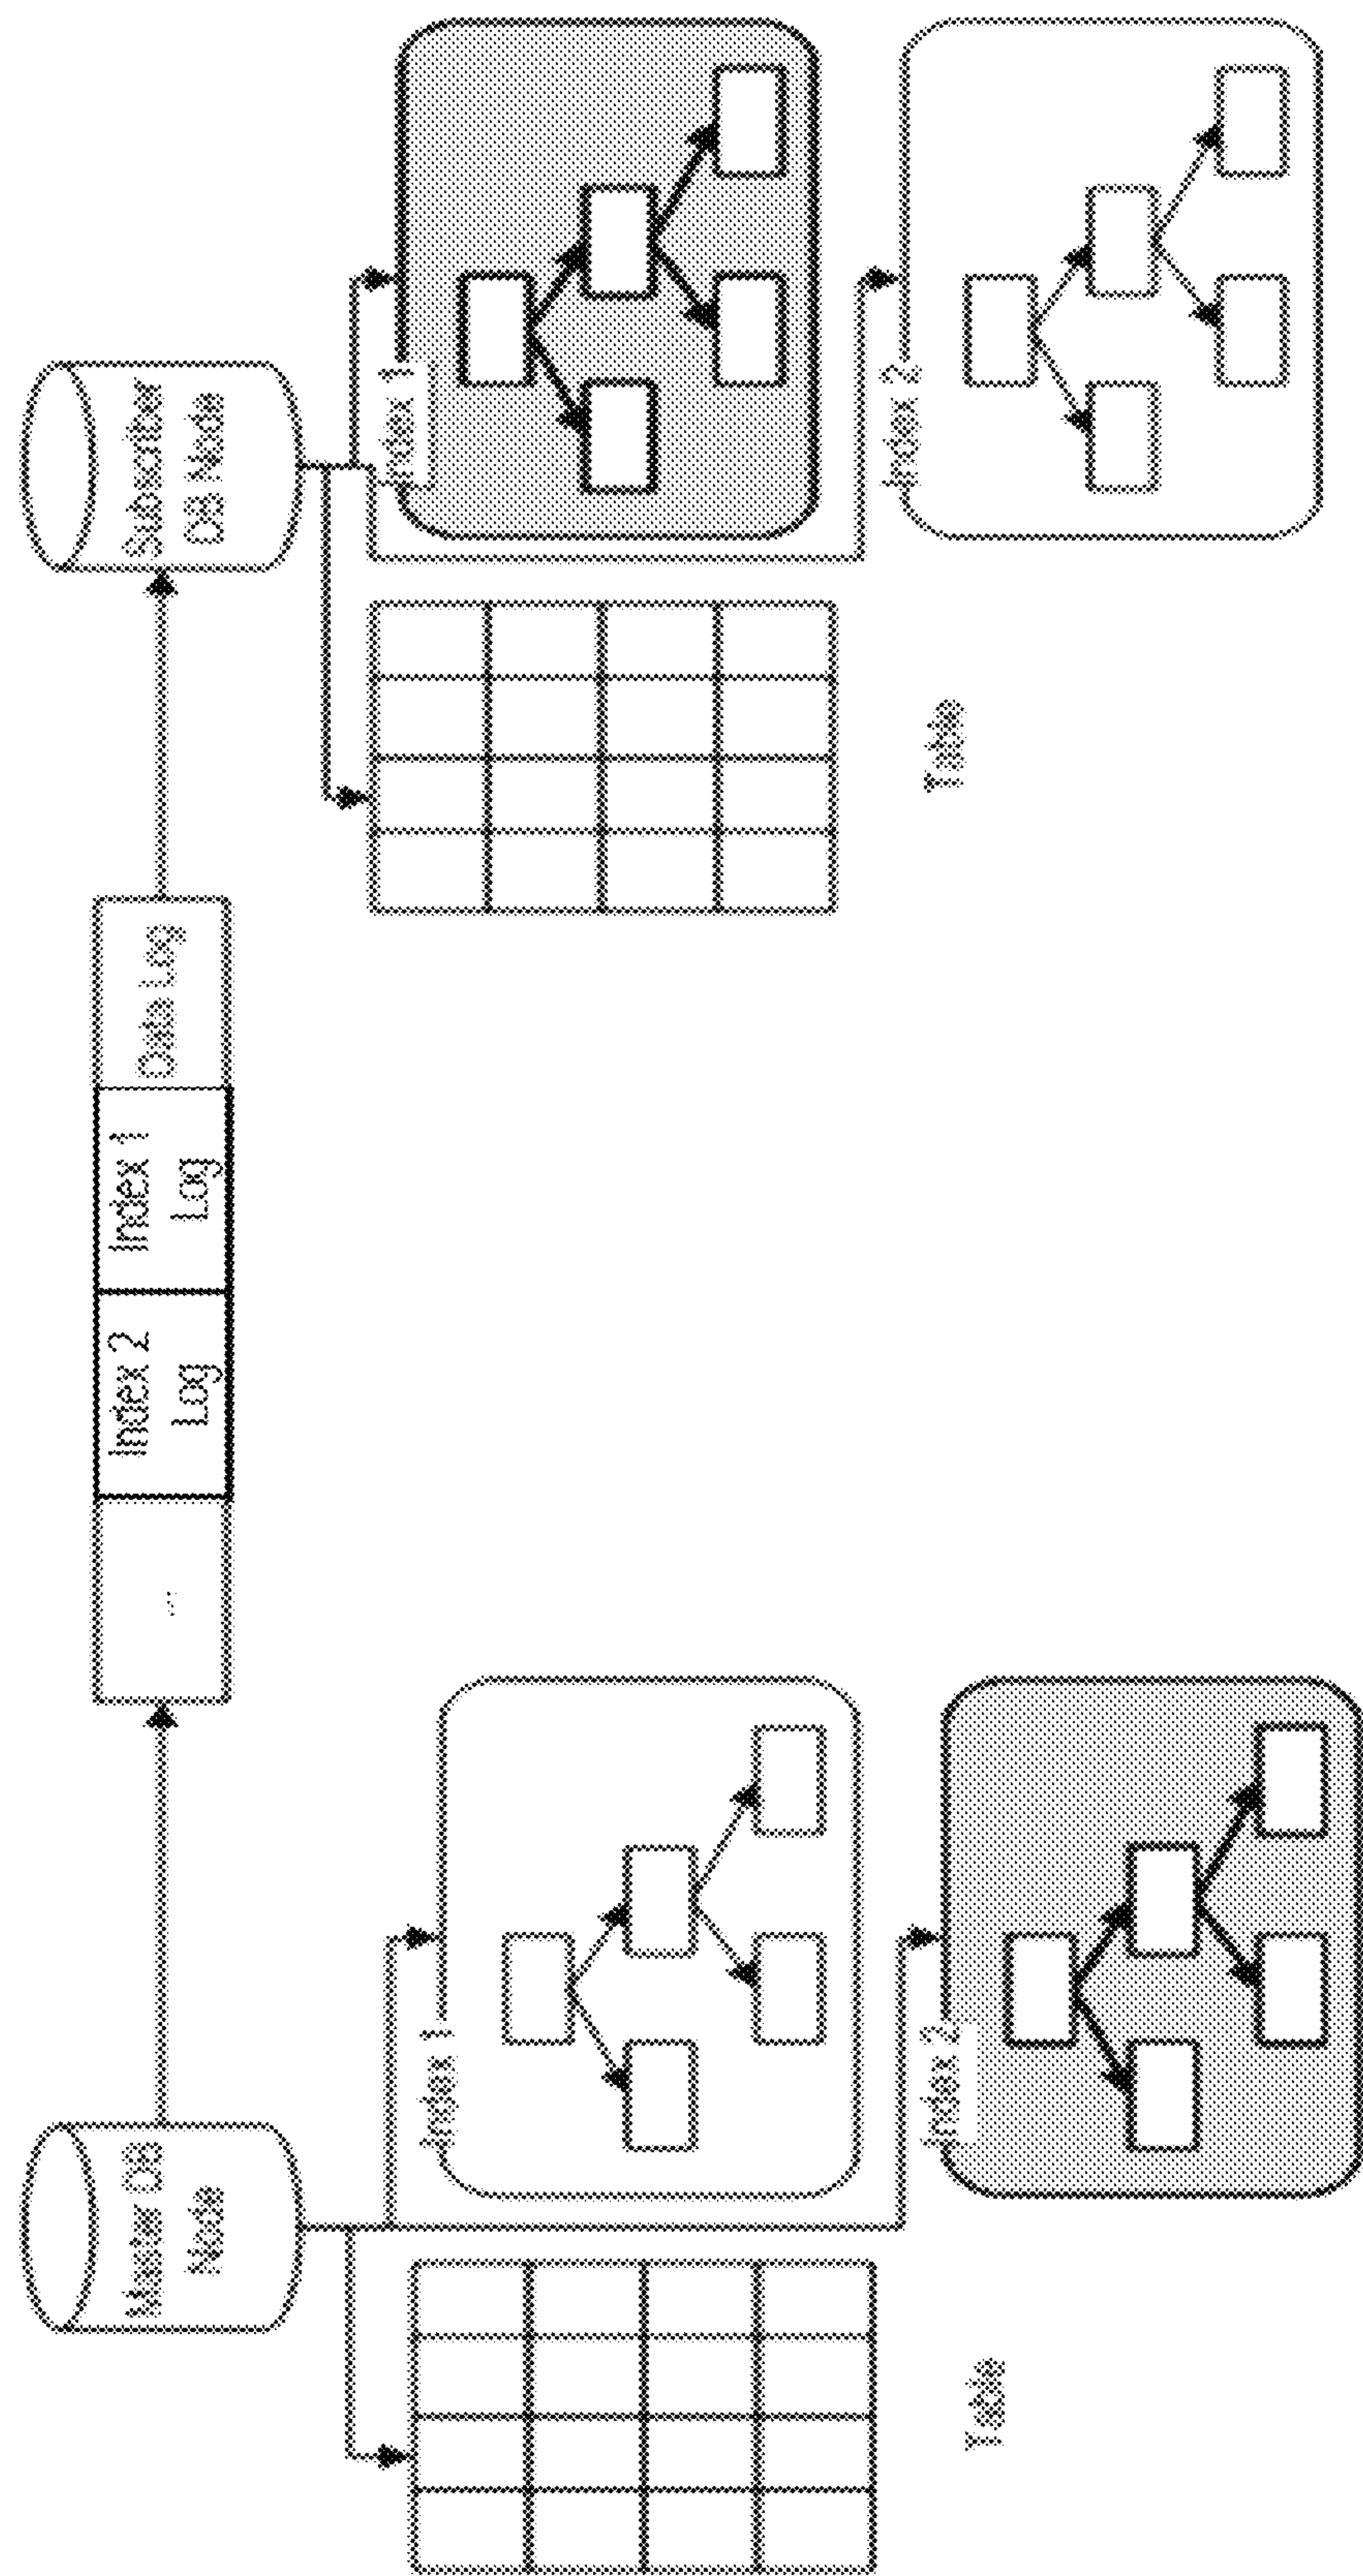 Master DB
Node
...
Index 2
Log
Index 1
Log
Data Log
Subscriber
DB Node
Index 1
Index 2
Table
Index 1
Index 2
Table